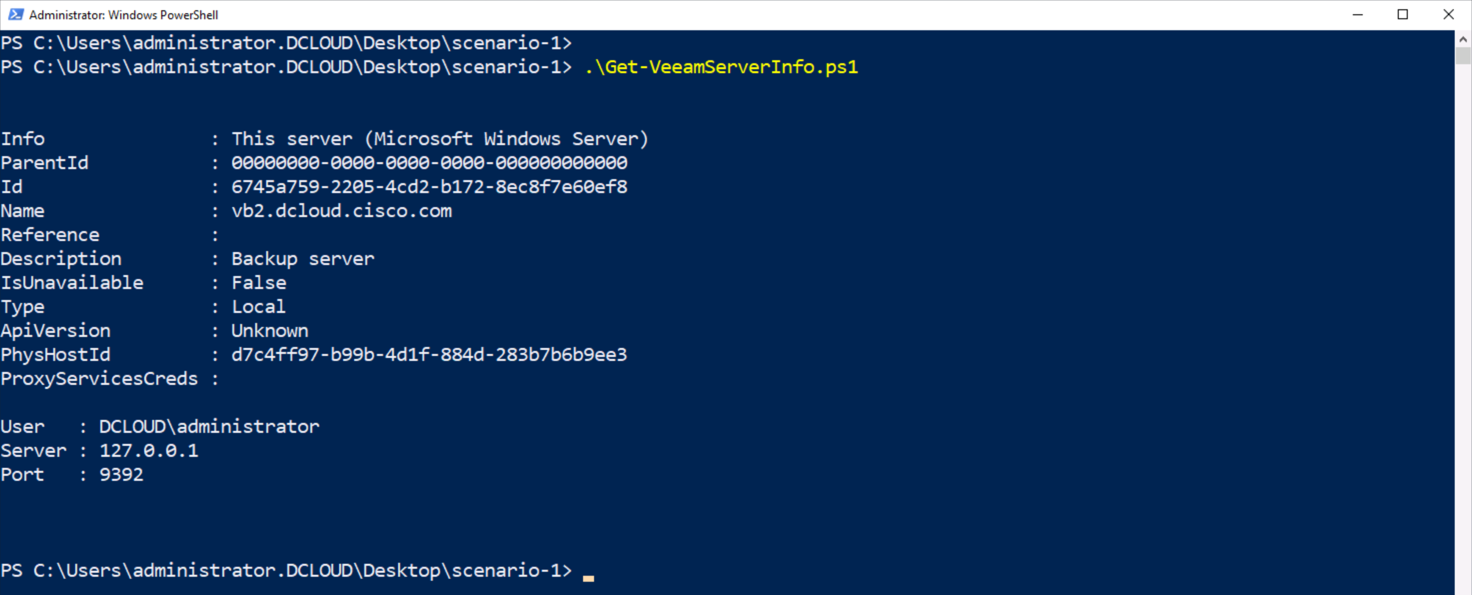 Administrator: Windows PowerShell
PS C:\Users\administrator.DCLOUD\Desktop\scenario-1>
PS C:\Users\administrator.DCLOUD\Desktop\scenario-1> .\Get-VeeamServerInfo.ps1
Info : This server (Microsoft Windows Server)
ParentId : 00000000-0000-0000-0000-000000000000
Id : 6745a759-2205-4cd2-b172-8ec8f7e60ef8
Name : vb2.dcloud.cisco.com
Reference :
Description : Backup server
IsUnavailable : False
Type : Local
ApiVersion : Unknown
PhysHostId : d7c4ff97-b99b-4d1f-884d-283b7b6b9ee3
ProxyServicesCreds :
User : DCLOUD\administrator
Server : 127.0.0.1
Port : 9392
PS C:\Users\administrator.DCLOUD\Desktop\scenario-1>